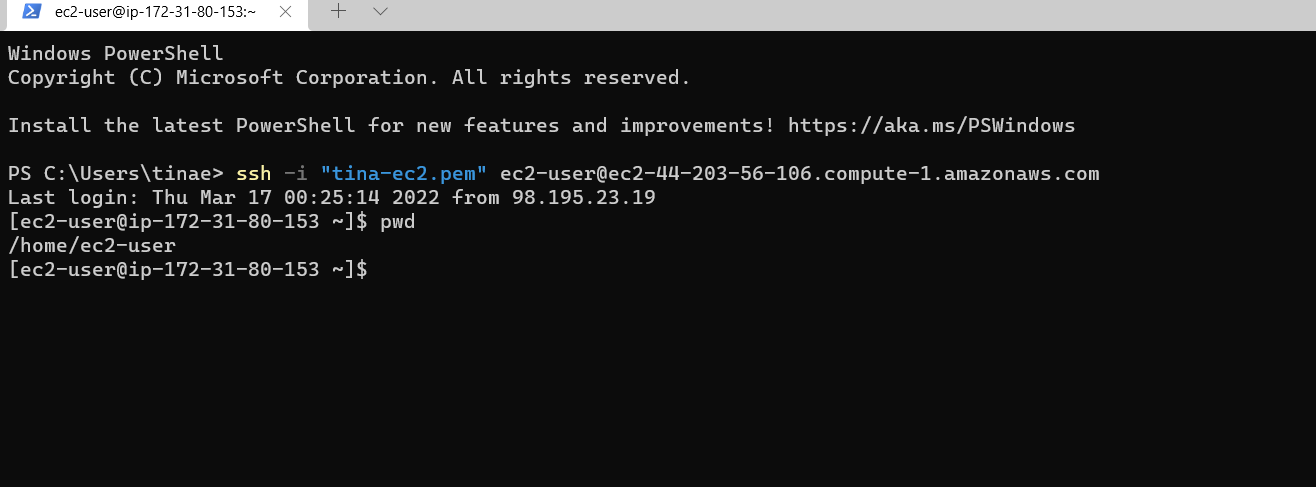 ec2-user@ip-172-31-80-153:~
Windows PowerShell
Copyright (C) Microsoft Corporation. All rights reserved.
Install the latest PowerShell for new features and improvements! https://aka.ms/PSWindows
PS C:\Users\tinae> ssh -i "tina-ec2.pem" ec2-user@ec2-44-203-56-106.compute-1.amazonaws.com
Last login: Thu Mar 17 00:25:14 2022 from 98.195.23.19
[ec2-user@ip-172-31-80-153 ~]$ pwd
/home/ec2-user
[ec2-user@ip-172-31-80-153 ~]$